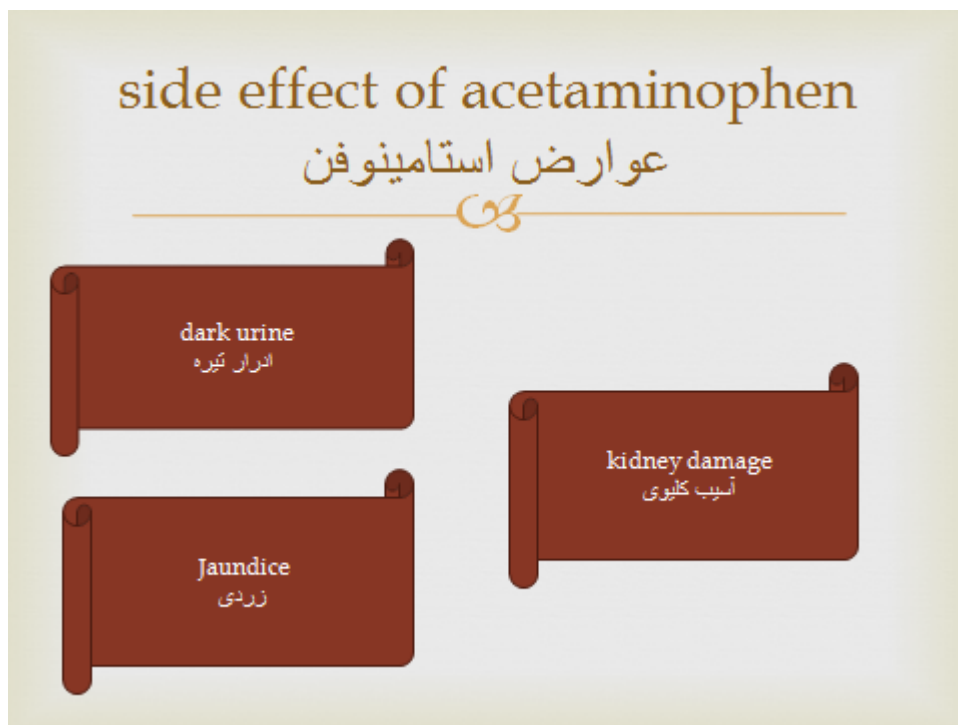 side effect of acetaminophen
عوارض استامینوفن
dark urine
ادرار تیره
kidney damage
آسیب کلیوی
Jaundice
زردی